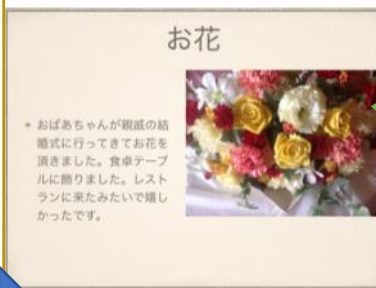 お花
おばあちゃんが親戚の結
婚式に行ってきてお花を
頂きました。食卓テーブ
ルに飾りました。レスト
ランに来たみたいで嬉し
かったです。